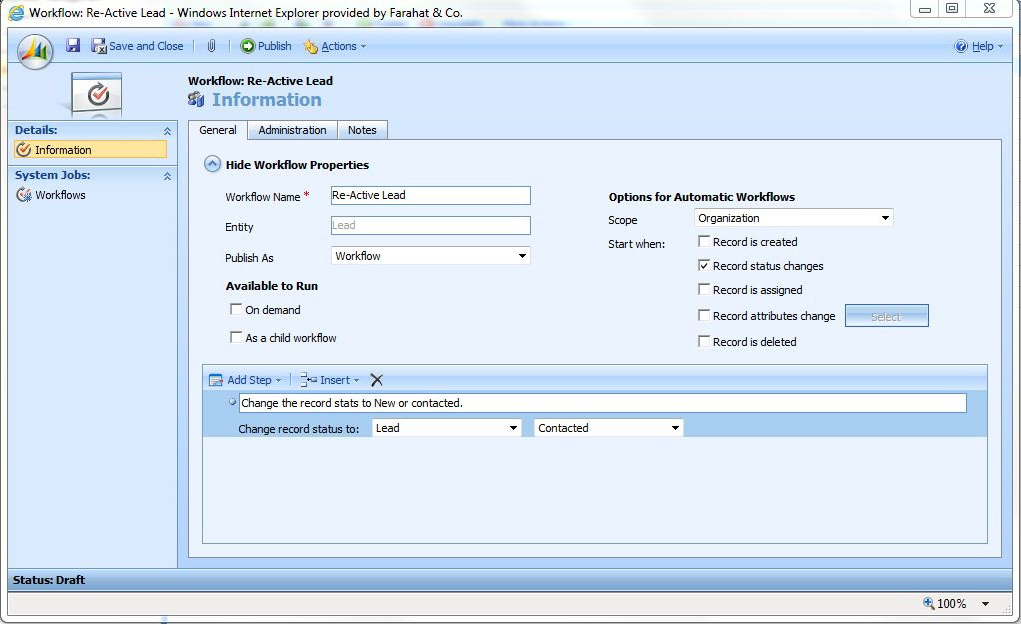 Workflow: Re-Active Lead - Windows Internet Explorer provided by Farahat & Co.
Save and Close Publish Actions Help
Workflow: Re-Active Lead
Information
Details:
Information
System Jobs:
Workflows
General Administration Notes
Hide Workflow Properties
Workflow Name * Re-Active Lead
Entity Lead
Publish As Workflow
Available to Run
On demand
As a child workflow
Options for Automatic Workflows
Scope Organization
Start when: Record is created
Record status changes
Record is assigned
Record attributes change Select
Record is deleted
Add Step Insert
Change the record stats to New or contacted.
Change record status to: Lead Contacted
Status: Draft
100%